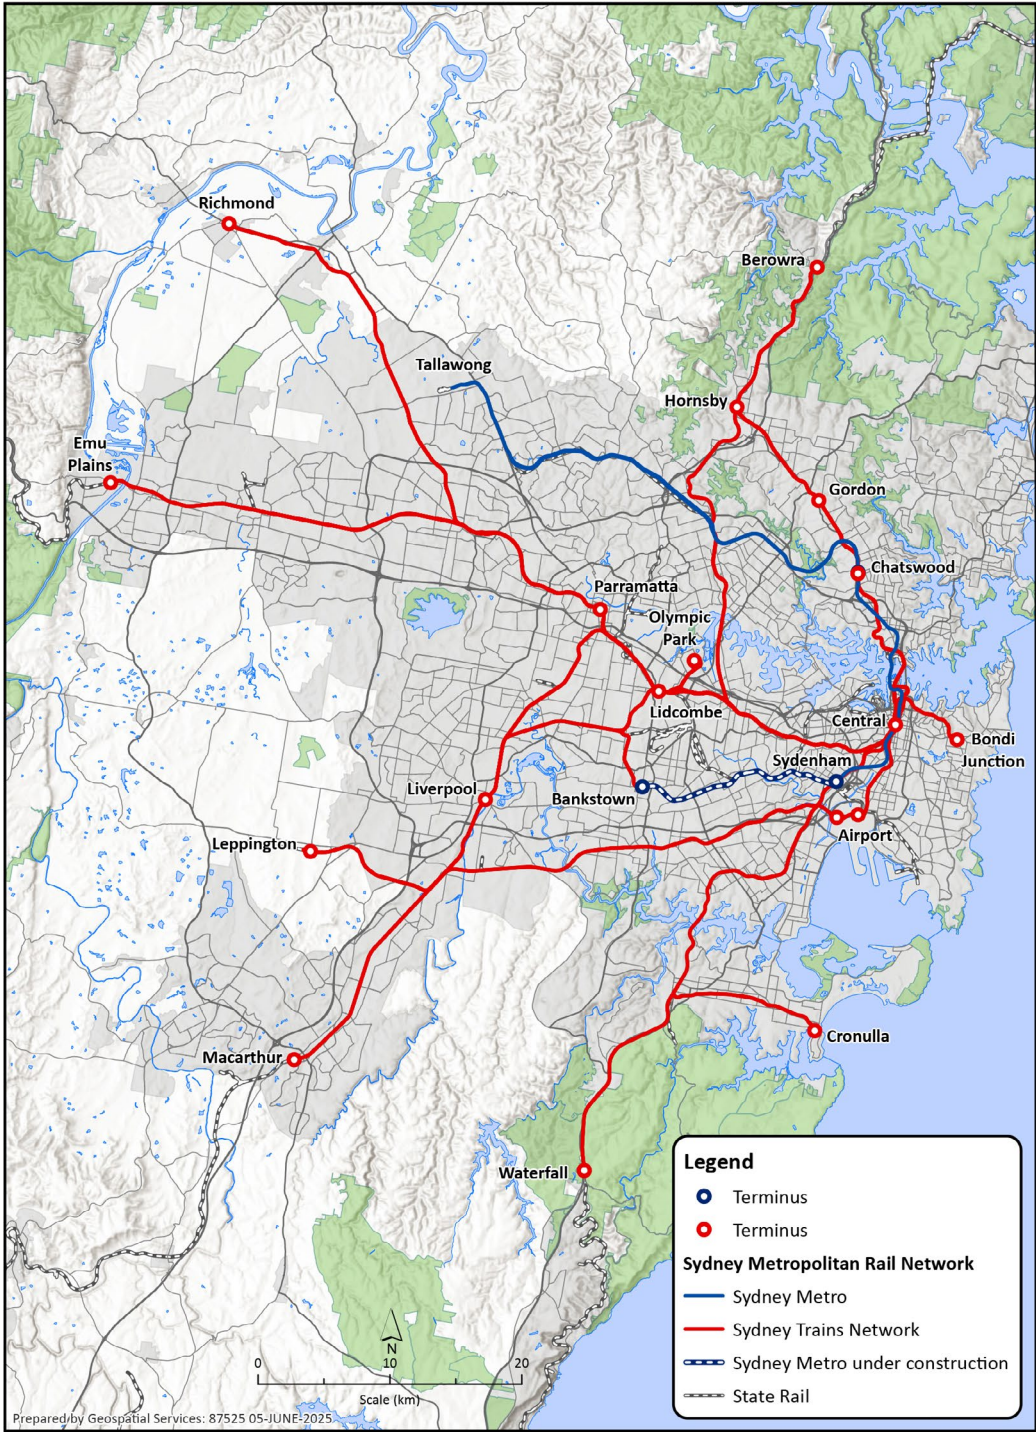 Richmond
Berowra
Tallawong
Hornsby
Emu
Plains
Gordon
Chatswood
Parramatta
Olympic
Park
Lidcombe
Central
Bondi
Junction
Sydenham
Liverpool
Bankstown
Airport
Leppington
Cronulla
Macarthur
Waterfall
Legend
Terminus
Terminus
Sydney Metropolitan Rail Network
Sydney Metro
Sydney Trains Network
Sydney Metro under construction
State Rail
N
0 10 20
Scale (km)
Prepared by Geospatial Services: 87525 05-JUNE-2025